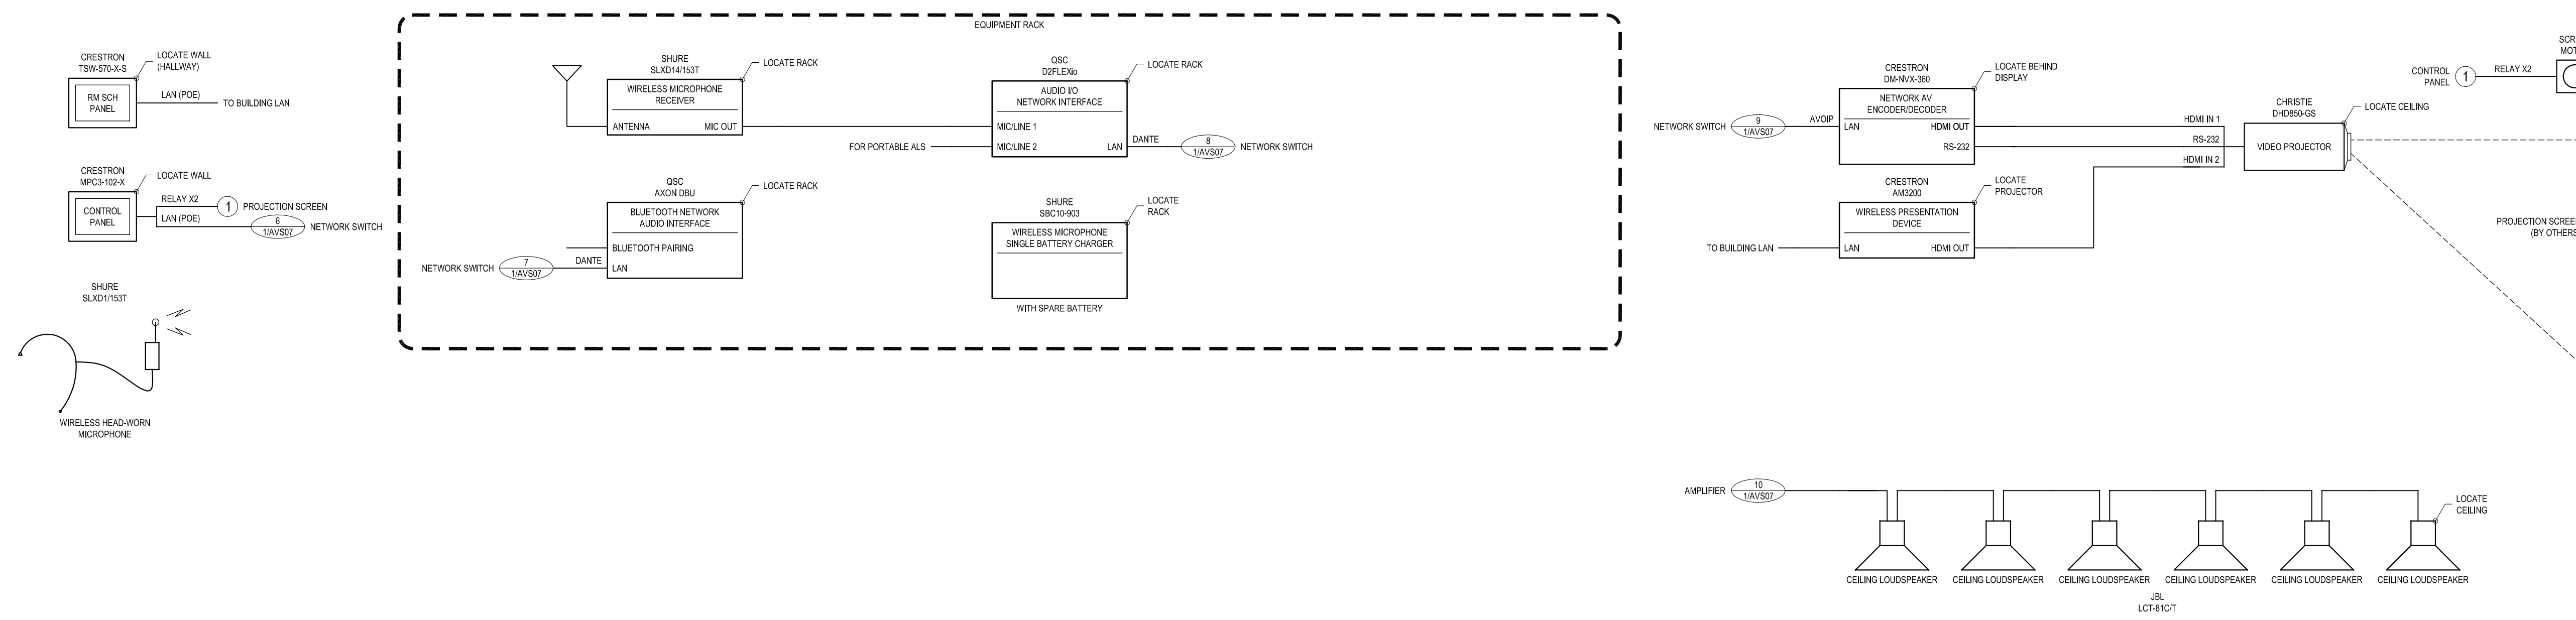 EQUIPMENT RACK
CRESTRON
TSW-570-X-S
LOCATE WALL
(HALLWAY)
RM SCH
PANEL
LAN (POE)
TO BUILDING LAN
CRESTRON
MPC3-102-X
LOCATE WALL
CONTROL
PANEL
RELAY X2
1
PROJECTION SCREEN
LAN (POE)
6
1/AVS07
NETWORK SWITCH
SHURE
SLXD1/153T
WIRELESS HEAD-WORN
MICROPHONE
SHURE
SLXD14/153T
LOCATE RACK
WIRELESS MICROPHONE
RECEIVER
ANTENNA
MIC OUT
QSC
D2FLEXio
LOCATE RACK
AUDIO I/O
NETWORK INTERFACE
MIC/LINE 1
FOR PORTABLE ALS
MIC/LINE 2
LAN
DANTE
8
1/AVS07
NETWORK SWITCH
QSC
AXON DBU
LOCATE RACK
BLUETOOTH NETWORK
AUDIO INTERFACE
BLUETOOTH PAIRING
NETWORK SWITCH
7
1/AVS07
DANTE
LAN
SHURE
SBC10-903
LOCATE
RACK
WIRELESS MICROPHONE
SINGLE BATTERY CHARGER
WITH SPARE BATTERY
CRESTRON
DM-NVX-360
LOCATE BEHIND
DISPLAY
NETWORK AV
ENCODER/DECODER
NETWORK SWITCH
9
1/AVS07
AVOIP
LAN
HDMI OUT
RS-232
HDMI IN 1
RS-232
HDMI IN 2
CHRISTIE
DHD850-GS
LOCATE CEILING
VIDEO PROJECTOR
CRESTRON
AM3200
LOCATE
PROJECTOR
WIRELESS PRESENTATION
DEVICE
TO BUILDING LAN
LAN
HDMI OUT
CONTROL
PANEL
1
RELAY X2
SCR
MOT
PROJECTION SCREE
(BY OTHERS
AMPLIFIER
10
1/AVS07
LOCATE
CEILING
CEILING LOUDSPEAKER
CEILING LOUDSPEAKER
CEILING LOUDSPEAKER
CEILING LOUDSPEAKER
CEILING LOUDSPEAKER
CEILING LOUDSPEAKER
JBL
LCT-81C/T